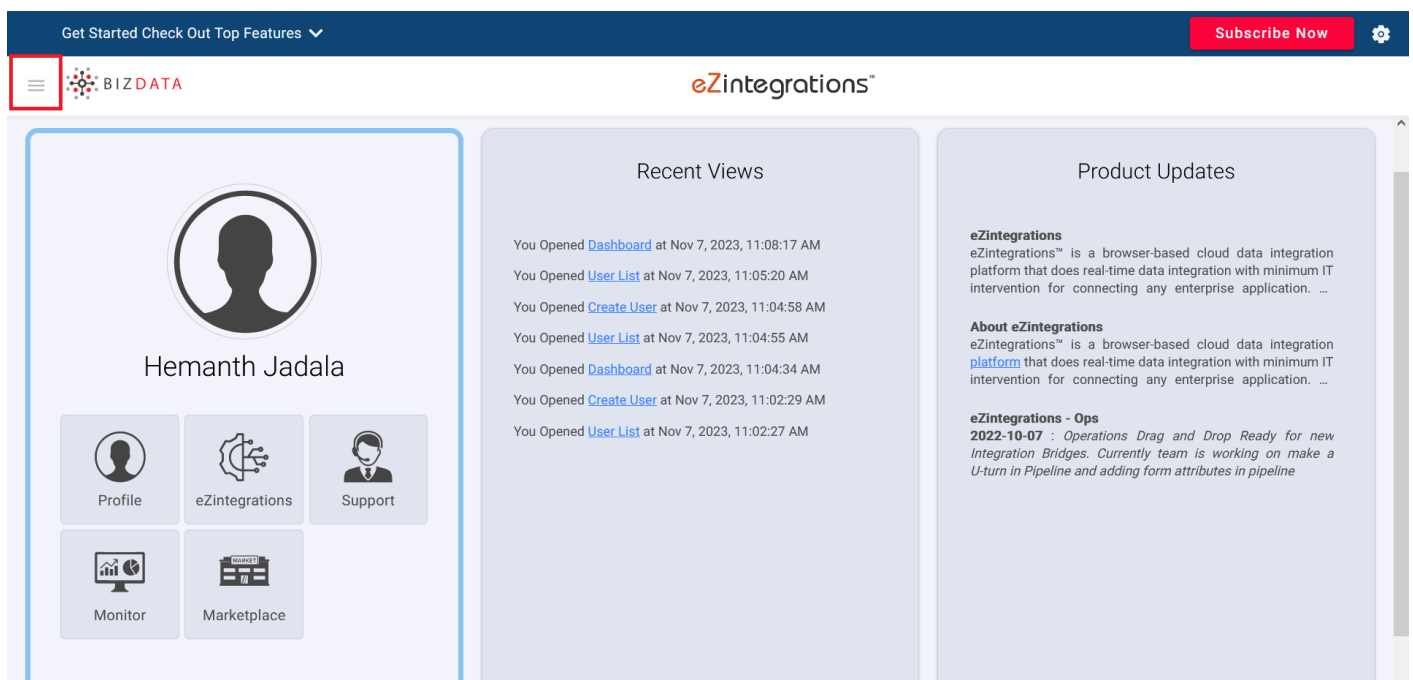 Get Started Check Out Top Features
Subscribe Now
BIZDATA
eZintegrations™
Hemanth Jadala
Profile
eZintegrations
Support
Monitor
MARKET
Marketplace
Recent Views
You Opened Dashboard at Nov 7, 2023, 11:08:17 AM
You Opened User List at Nov 7, 2023, 11:05:20 AM
You Opened Create User at Nov 7, 2023, 11:04:58 AM
You Opened User List at Nov 7, 2023, 11:04:55 AM
You Opened Dashboard at Nov 7, 2023, 11:04:34 AM
You Opened Create User at Nov 7, 2023, 11:02:29 AM
You Opened User List at Nov 7, 2023, 11:02:27 AM
Product Updates
eZintegrations
eZintegrations™ is a browser-based cloud data integration
platform that does real-time data integration with minimum IT
intervention for connecting any enterprise application. ...
About eZintegrations
eZintegrations™ is a browser-based cloud data integration
platform that does real-time data integration with minimum IT
intervention for connecting any enterprise application. ...
eZintegrations - Ops
2022-10-07 : Operations Drag and Drop Ready for new
Integration Bridges. Currently team is working on make a
U-turn in Pipeline and adding form attributes in pipeline